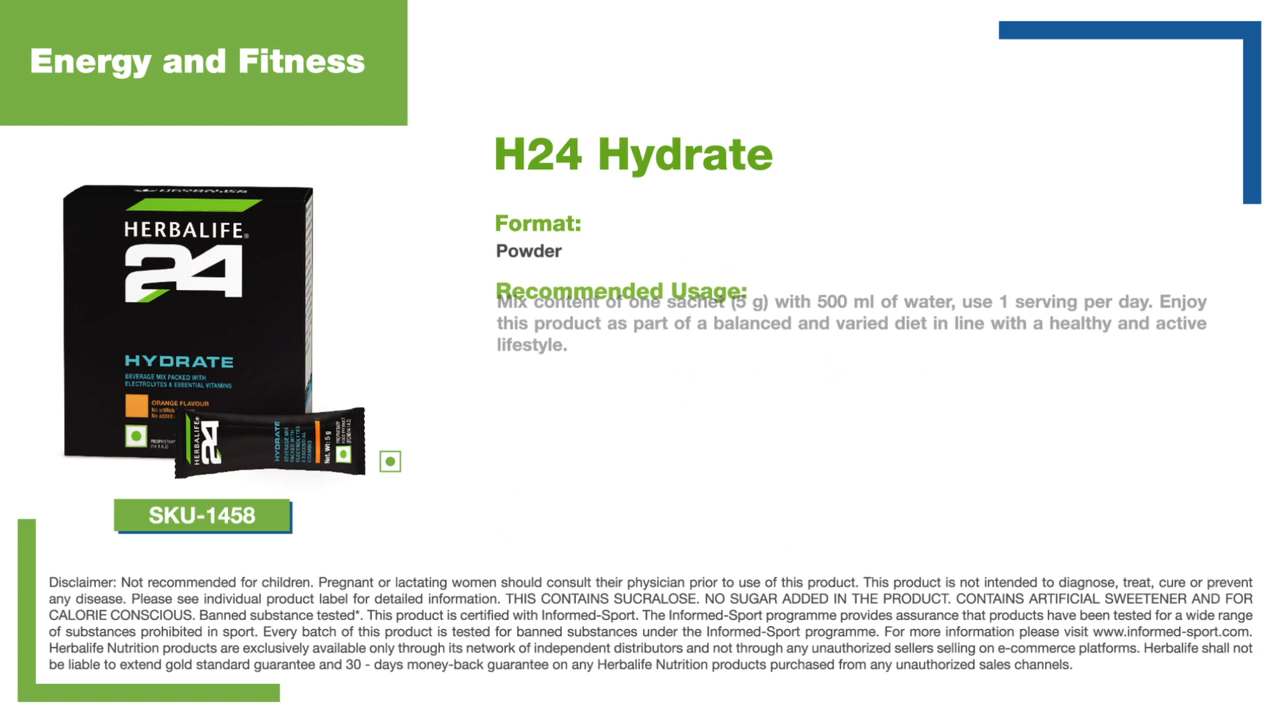 Energy and Fitness
H24 Hydrate
Format:
Powder
Recommended Usage:
Mix content of one sachet (5 g) with 500 ml of water, use 1 serving per day. Enjoy
this product as part of a balanced and varied diet in line with a healthy and active
lifestyle.
HERBALIFE
24
HYDRATE
BEVERAGE MIX PACKED WITH
ELECTROLYTES & ESSENTIAL VITAMINS
ORANGE FLAVOUR
HERBALIFE
24
HYDRATE
BEVERAGE MIX
PACKED WITH
ELECTROLYTES
& ESSENTIAL
VITAMINS
Net. Wt: 5 g
SKU-1458
Disclaimer: Not recommended for children. Pregnant or lactating women should consult their physician prior to use of this product. This product is not intended to diagnose, treat, cure or prevent
any disease. Please see individual product label for detailed information. THIS CONTAINS SUCRALOSE. NO SUGAR ADDED IN THE PRODUCT. CONTAINS ARTIFICIAL SWEETENER AND FOR
CALORIE CONSCIOUS. Banned substance tested*. This product is certified with Informed-Sport. The Informed-Sport programme provides assurance that products have been tested for a wide range
of substances prohibited in sport. Every batch of this product is tested for banned substances under the Informed-Sport programme. For more information please visit www.informed-sport.com.
Herbalife Nutrition products are exclusively available only through its network of independent distributors and not through any unauthorized sellers selling on e-commerce platforms. Herbalife shall not
be liable to extend gold standard guarantee and 30 - days money-back guarantee on any Herbalife Nutrition products purchased from any unauthorized sales channels.